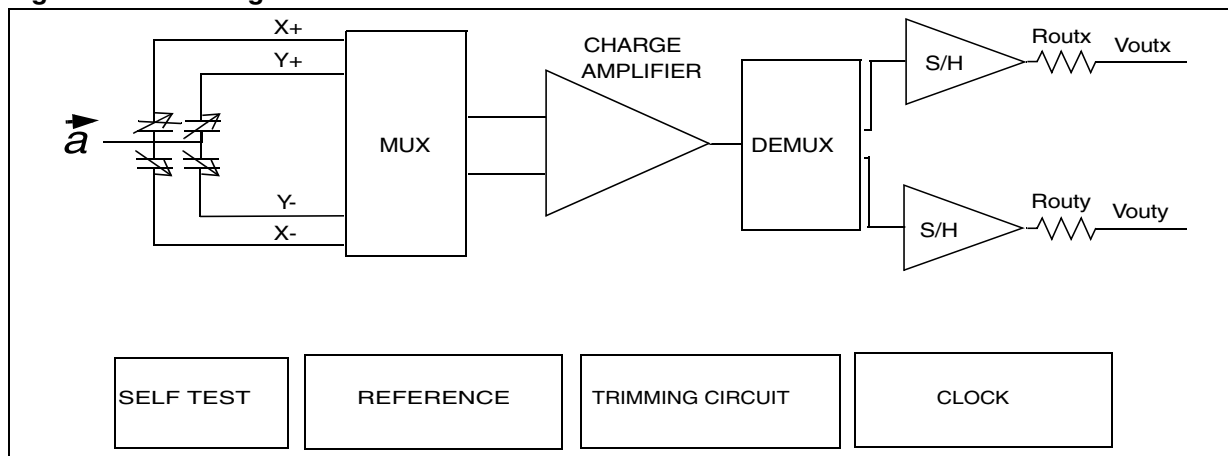 X+
Y+
a
Y-
X-
MUX
CHARGE
AMPLIFIER
DEMUX
S/H
Routx
Voutx
S/H
Routy
Vouty
SELF TEST
REFERENCE
TRIMMING CIRCUIT
CLOCK